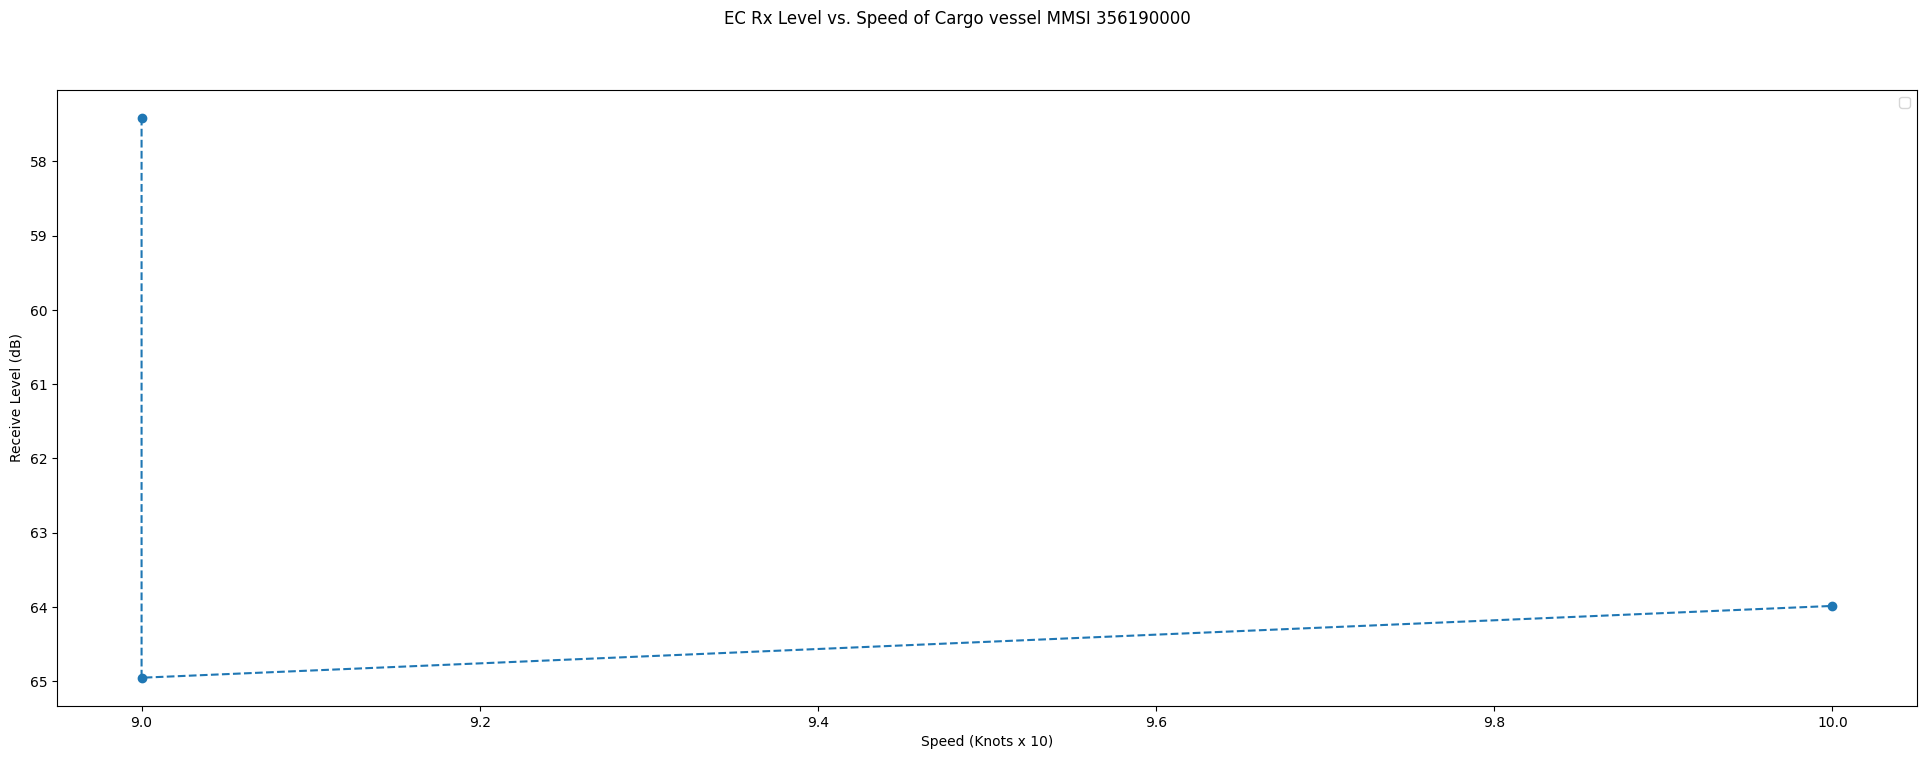 EC Rx Level vs. Speed of Cargo vessel MMSI 356190000
58
59
60
61
62
63
64
65
Receive Level (dB)
9.0 9.2 9.4 9.6 9.8 10.0
Speed (Knots x 10)